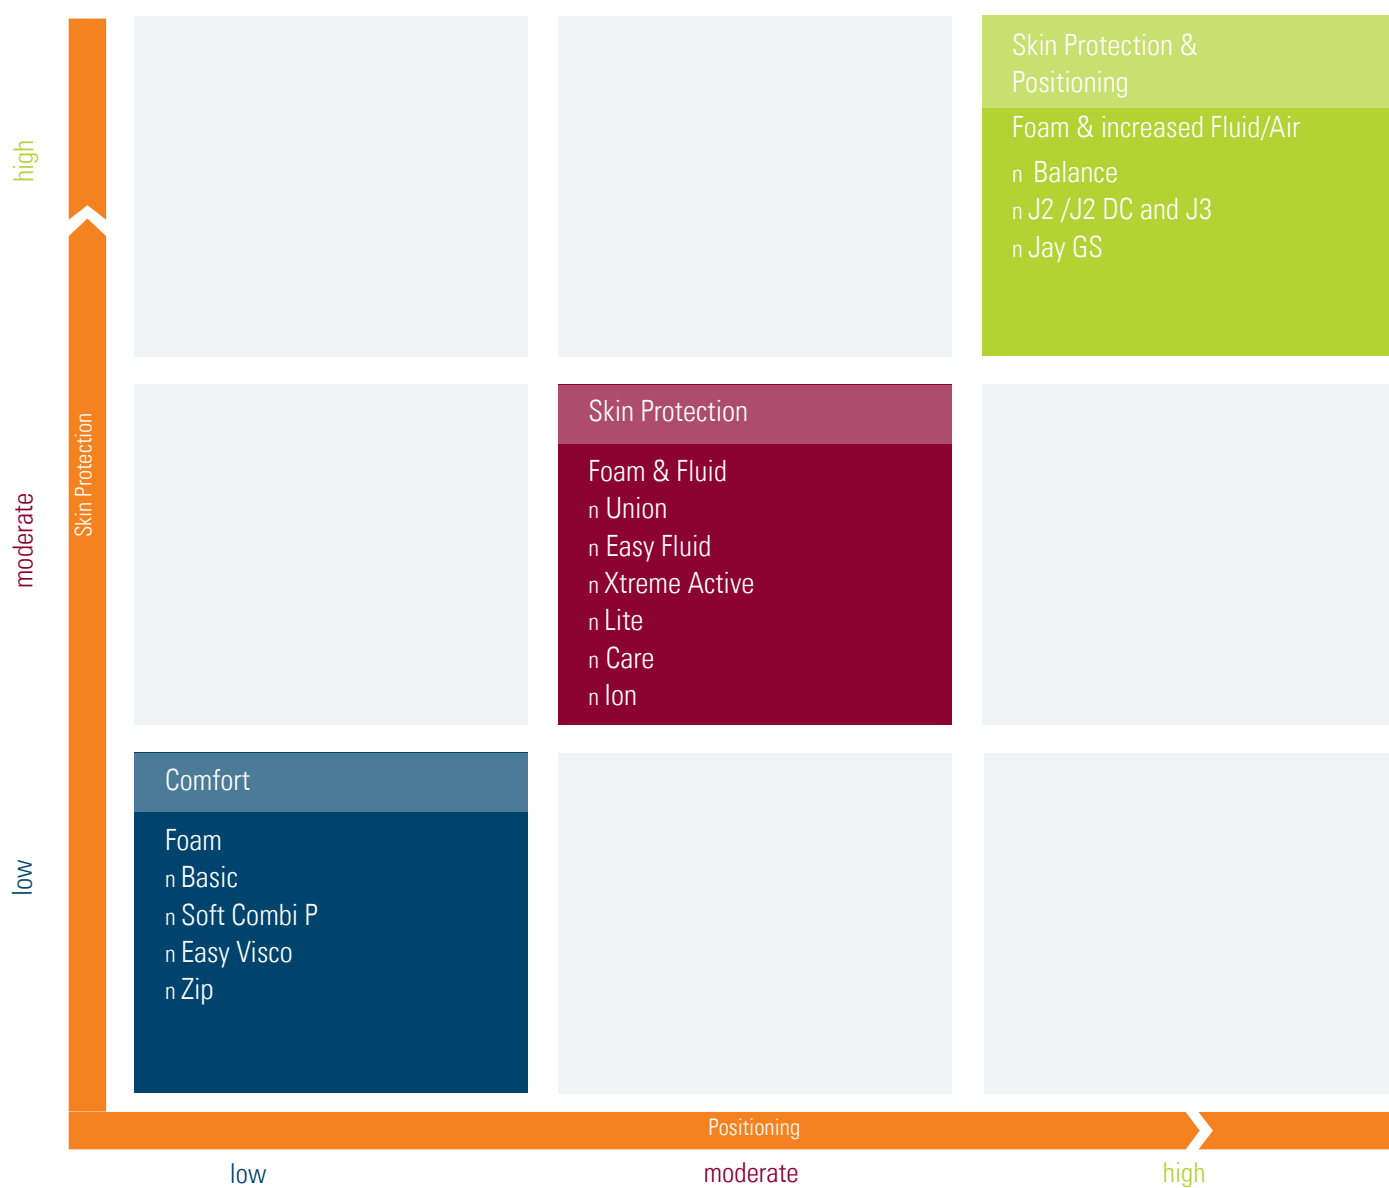 Skin Protection &
Positioning
Foam & increased Fluid/Air
n Balance
n J2 /J2 DC and J3
n Jay GS
high
Skin Protection
Foam & Fluid
n Union
n Easy Fluid
n Xtreme Active
n Lite
n Care
n Ion
Skin Protection
moderate
Comfort
Foam
n Basic
n Soft Combi P
n Easy Visco
n Zip
low
Positioning
low
moderate
high